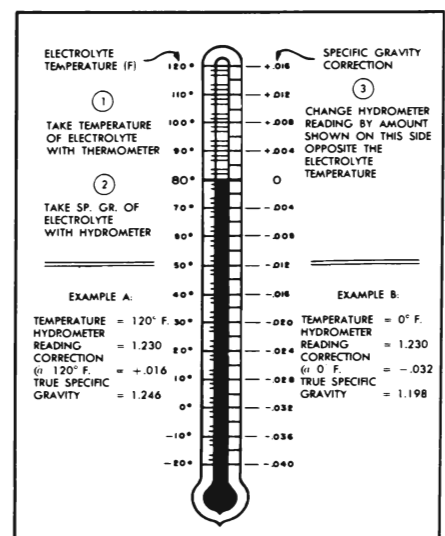 ELECTROLYTE
TEMPERATURE (F)
1
TAKE TEMPERATURE
OF ELECTROLYTE
WITH THERMOMETER
2
TAKE SP. GR. OF
ELECTROLYTE
WITH HYDROMETER
EXAMPLE A:
TEMPERATURE = 120° F.
HYDROMETER
READING = 1.230
CORRECTION
@ 120° F. = +.016
TRUE SPECIFIC
GRAVITY = 1.246
120°
110°
100°
90°
80°
70°
60°
50°
40°
30°
20°
10°
0°
-10°
-20°
+.016
+.012
+.008
+.004
0
-.004
-.008
-.012
-.016
-.020
-.024
-.028
-.032
-.036
-.040
SPECIFIC GRAVITY
CORRECTION
3
CHANGE HYDROMETER
READING BY AMOUNT
SHOWN ON THIS SIDE
OPPOSITE THE
ELECTROLYTE
TEMPERATURE
EXAMPLE B:
TEMPERATURE = 0° F.
HYDROMETER
READING = 1.230
CORRECTION
@ 0 F. = -.032
TRUE SPECIFIC
GRAVITY = 1.198